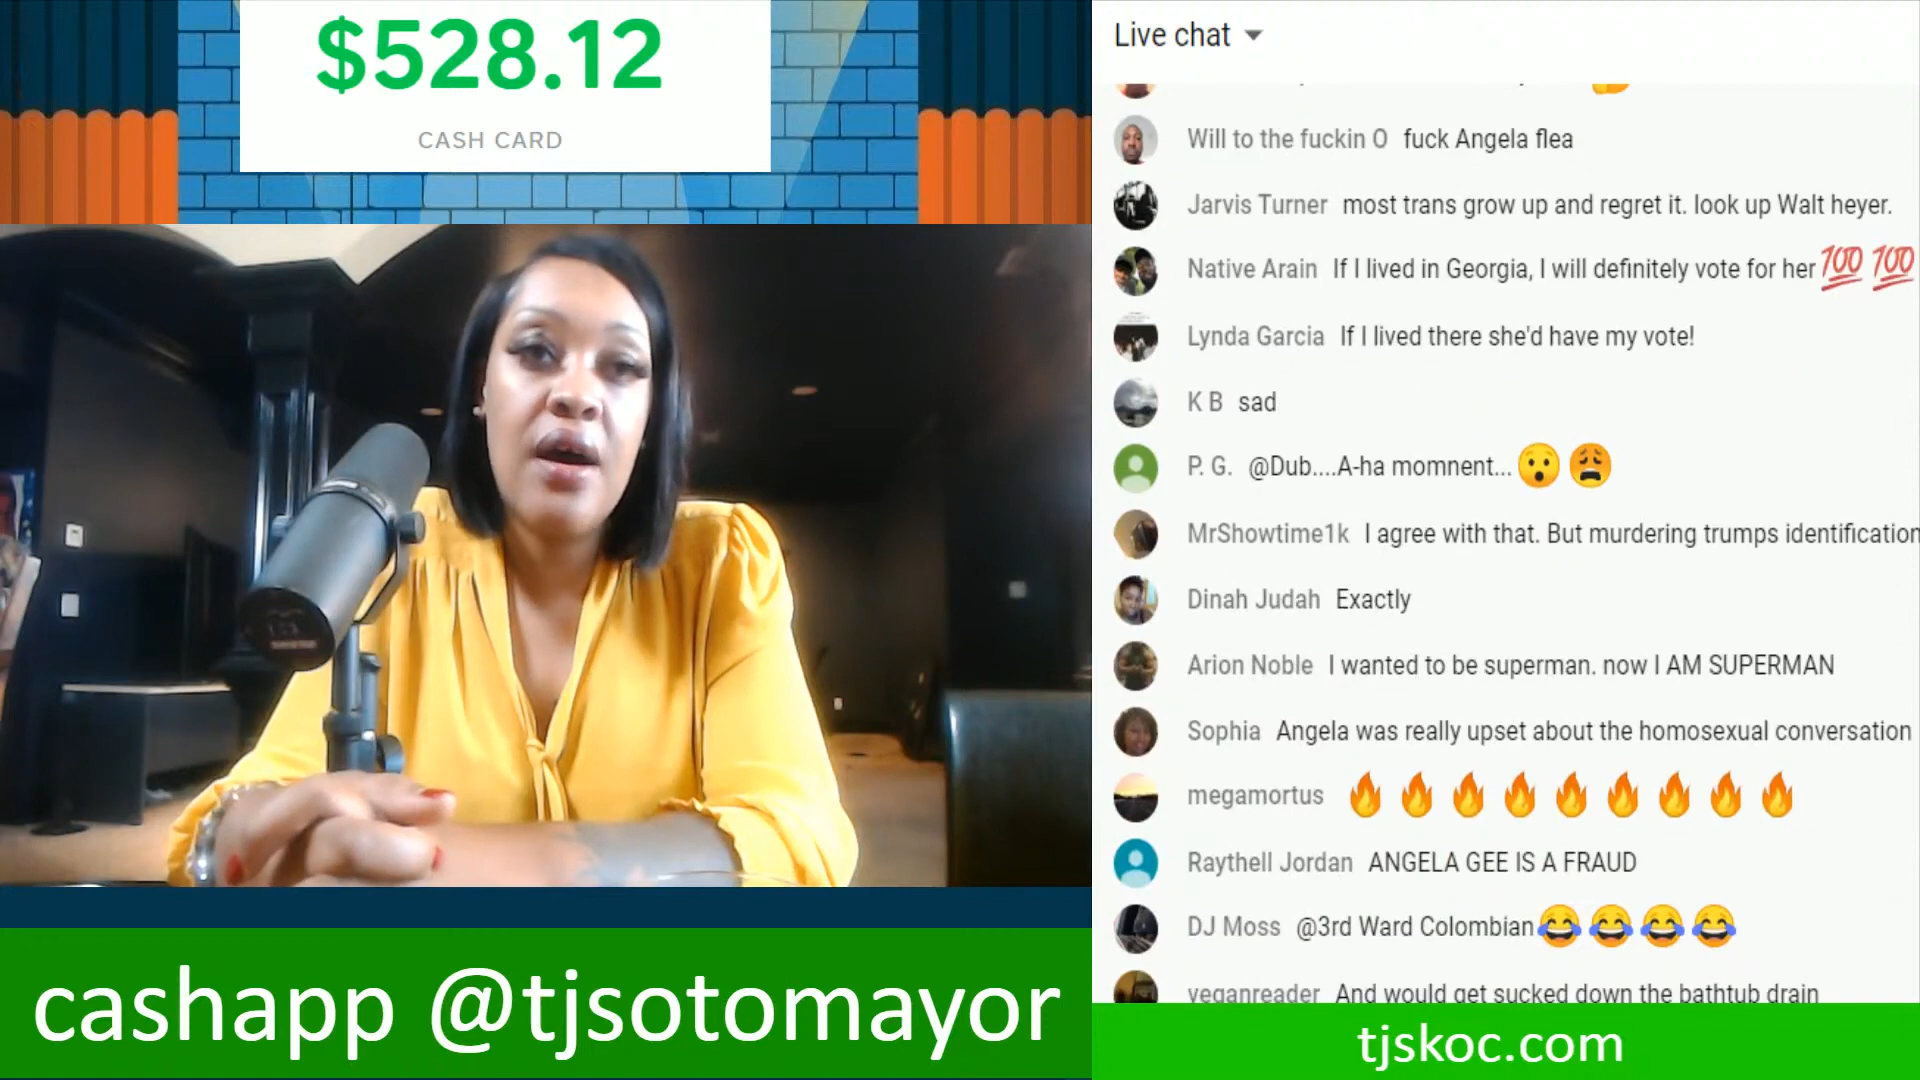 $528.12
CASH CARD
cashapp @tjsotomayor
Live chat
Will to the fuckin O fuck Angela flea
Jarvis Turner most trans grow up and regret it. look up Walt heyer.
Native Arain If I lived in Georgia, I will definitely vote for her 💯 💯
Lynda Garcia If I lived there she'd have my vote!
K B sad
P. G. @Dub....A-ha momnent... 😯 😩
MrShowtime1k I agree with that. But murdering trumps identification
Dinah Judah Exactly
Arion Noble I wanted to be superman. now I AM SUPERMAN
Sophia Angela was really upset about the homosexual conversation
megamortus 🔥 🔥 🔥 🔥 🔥 🔥 🔥 🔥 🔥
Raythell Jordan ANGELA GEE IS A FRAUD
DJ Moss @3rd Ward Colombian 😂 😂 😂 😂
veganreader And would get sucked down the bathtub drain
tjskoc.com